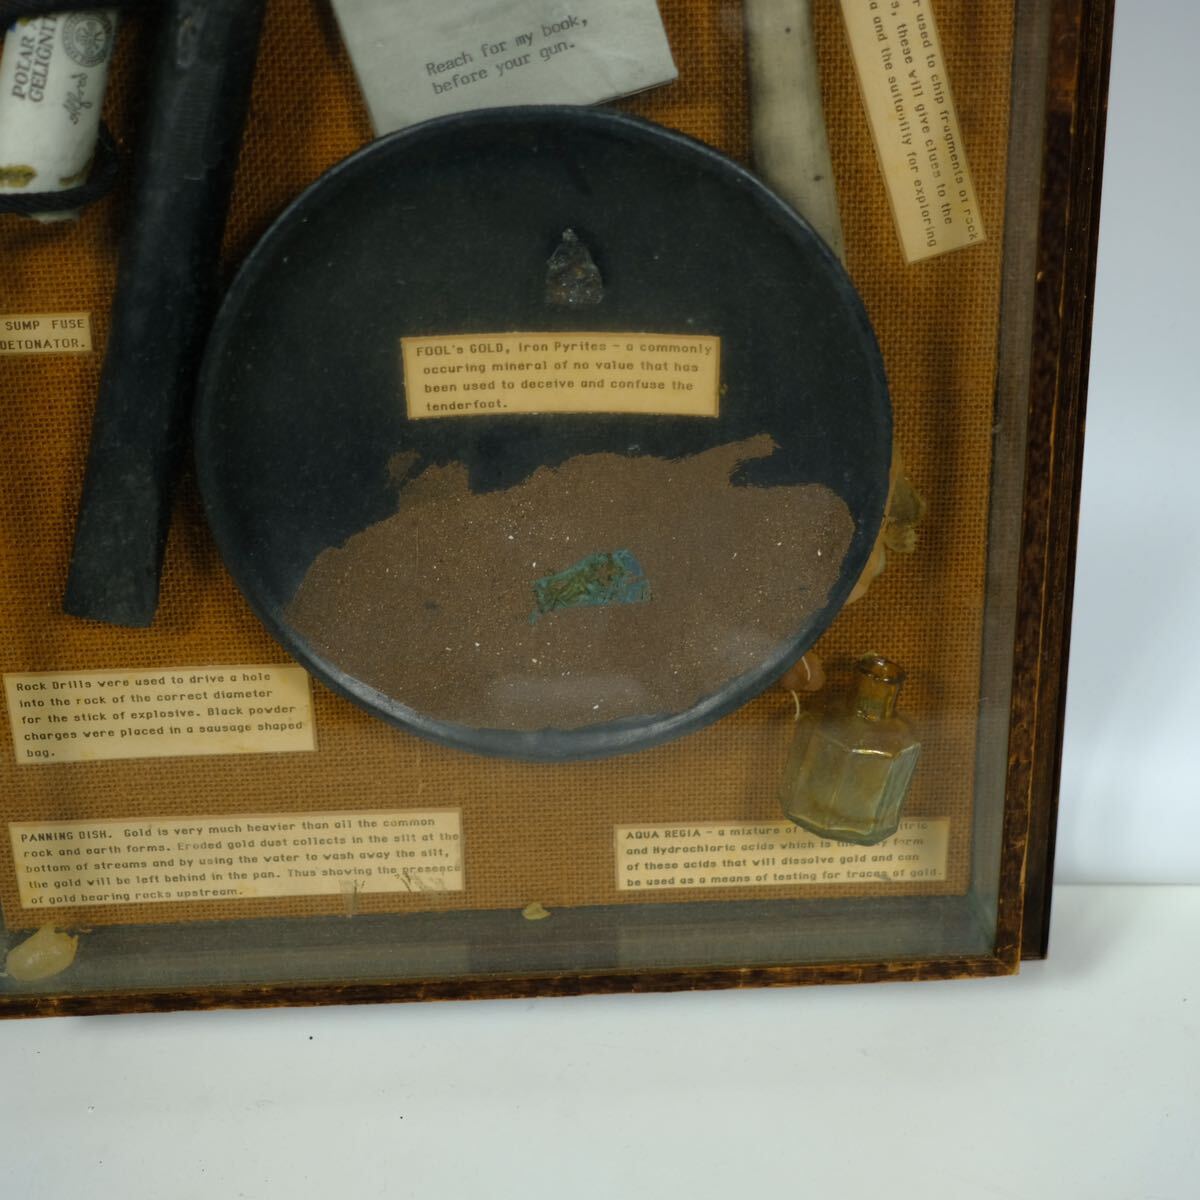 POLAR
GELIGNI
Reach for my book,
before your gun.
used to chip fragments of rock
these will give clues to the
a and the suitability for exploring
SUMP FUSE
DETONATOR.
FOOL's GOLD, Iron Pyrites - a commonly
occuring mineral of no value that has
been used to deceive and confuse the
tenderfoot.
Rock Drills were used to drive a hole
into the rock of the correct diameter
for the stick of explosive. Black powder
charges were placed in a sausage shaped
bag.
PANNING DISH. Gold is very much heavier than all the common
rock and earth forms. Eroded gold dust collects in the silt at the
bottom of streams and by using the water to wash away the silt,
the gold will be left behind in the pan. Thus showing the presence
of gold bearing rocks upstream.
AQUA REGIA - a mixture of
and Hydrochloric acids which is the form
of these acids that will dissolve gold and can
be used as a means of testing for traces of gold.